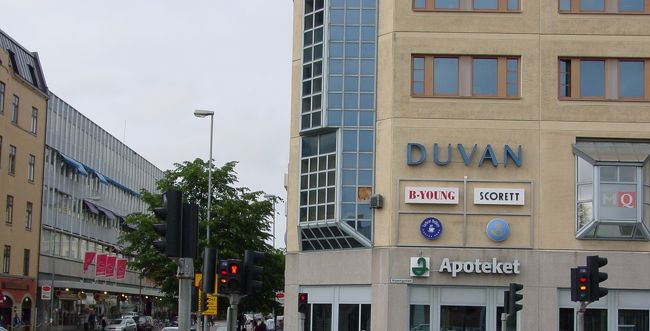 DUVAN
B-YOUNG
SCORETT
MQ
Apoteket